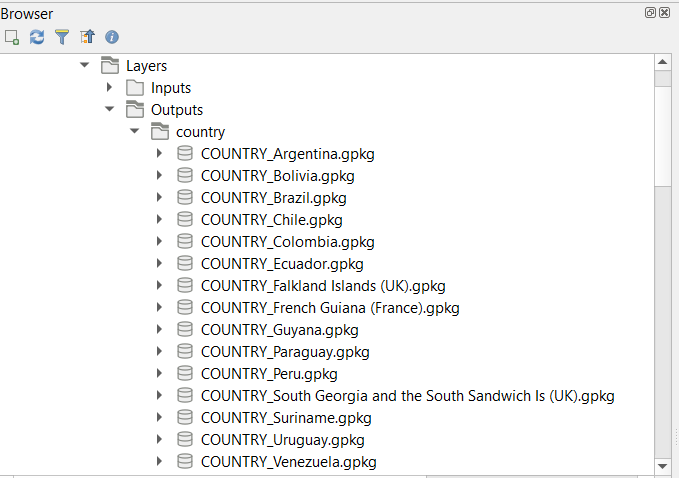 Browser
Layers
Inputs
Outputs
country
COUNTRY_Argentina.gpkg
COUNTRY_Bolivia.gpkg
COUNTRY_Brazil.gpkg
COUNTRY_Chile.gpkg
COUNTRY_Colombia.gpkg
COUNTRY_Ecuador.gpkg
COUNTRY_Falkland Islands (UK).gpkg
COUNTRY_French Guiana (France).gpkg
COUNTRY_Guyana.gpkg
COUNTRY_Paraguay.gpkg
COUNTRY_Peru.gpkg
COUNTRY_South Georgia and the South Sandwich Is (UK).gpkg
COUNTRY_Suriname.gpkg
COUNTRY_Uruguay.gpkg
COUNTRY_Venezuela.gpkg